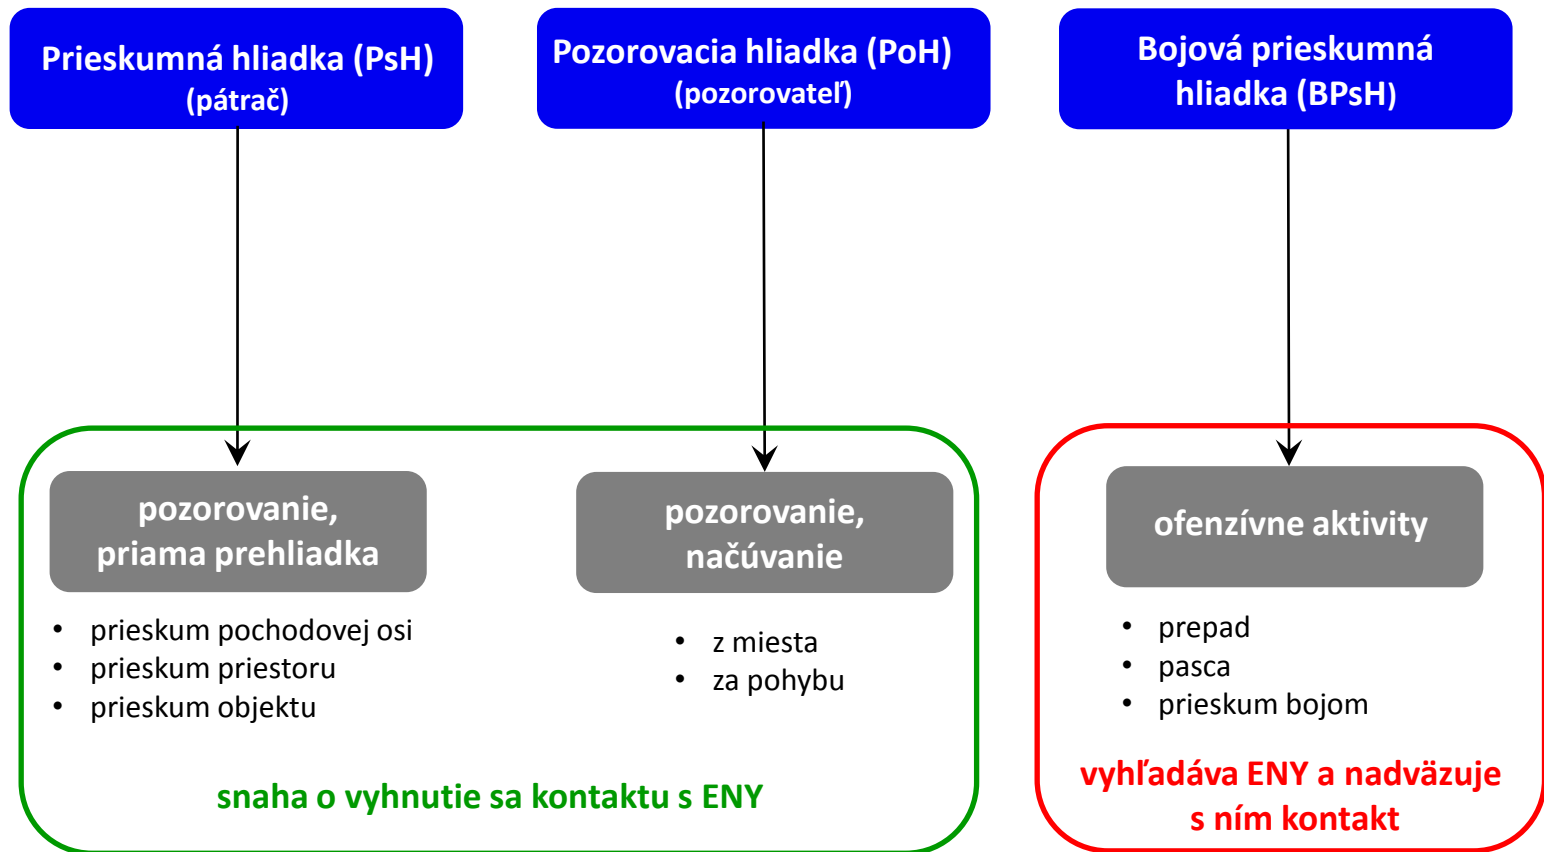 Prieskumná hliadka (PsH)
(pátrač)
Pozorovacia hliadka (PoH)
(pozorovateľ)
Bojová prieskumná
hliadka (BPsH)
pozorovanie,
priama prehliadka
• prieskum pochodovej osi
• prieskum priestoru
• prieskum objektu
pozorovanie,
načúvanie
• z miesta
• za pohybu
snaha o vyhnutie sa kontaktu s ENY
ofenzívne aktivity
• prepad
• pasca
• prieskum bojom
vyhľadáva ENY a nadväzuje
s ním kontakt